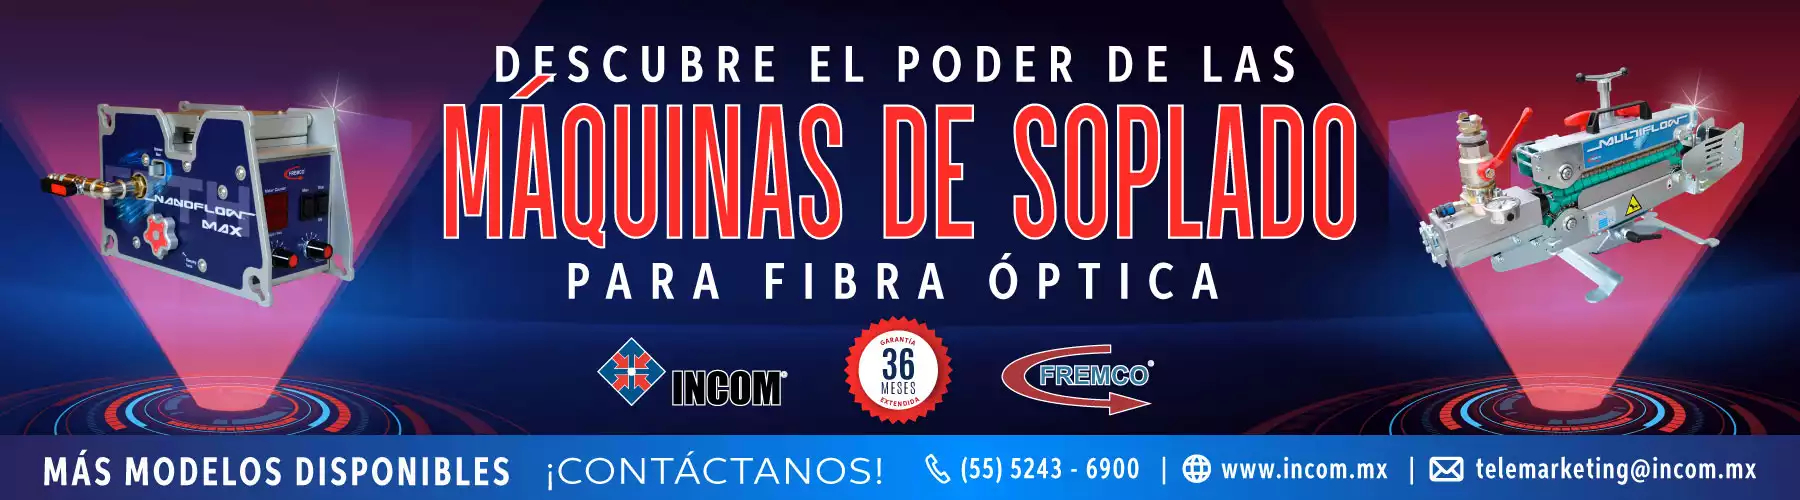 DESCUBRE EL PODER DE LAS
MÁQUINAS DE SOPLADO
PARA FIBRA ÓPTICA
FREMCO
NANOFLOW
MAX
MULTIFLOW
INCOM®
GARANTÍA
36
MESES
EXTENDIDA
FREMCO®
MÁS MODELOS DISPONIBLES ¡CONTÁCTANOS! (55) 5243 - 6900 | www.incom.mx | telemarketing@incom.mx